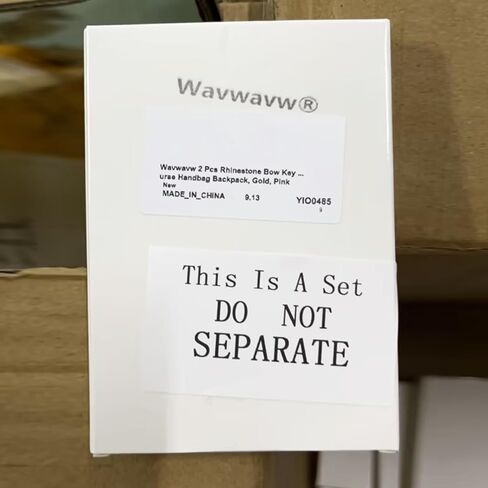 Wavwavw®
Wavwavw 2 Pcs Rhinestone Bow Key ...
urse Handbag Backpack, Gold, Pink
New
MADE_IN_CHINA 9.13 YIO0485
9
This Is A Set
DO NOT
SEPARATE